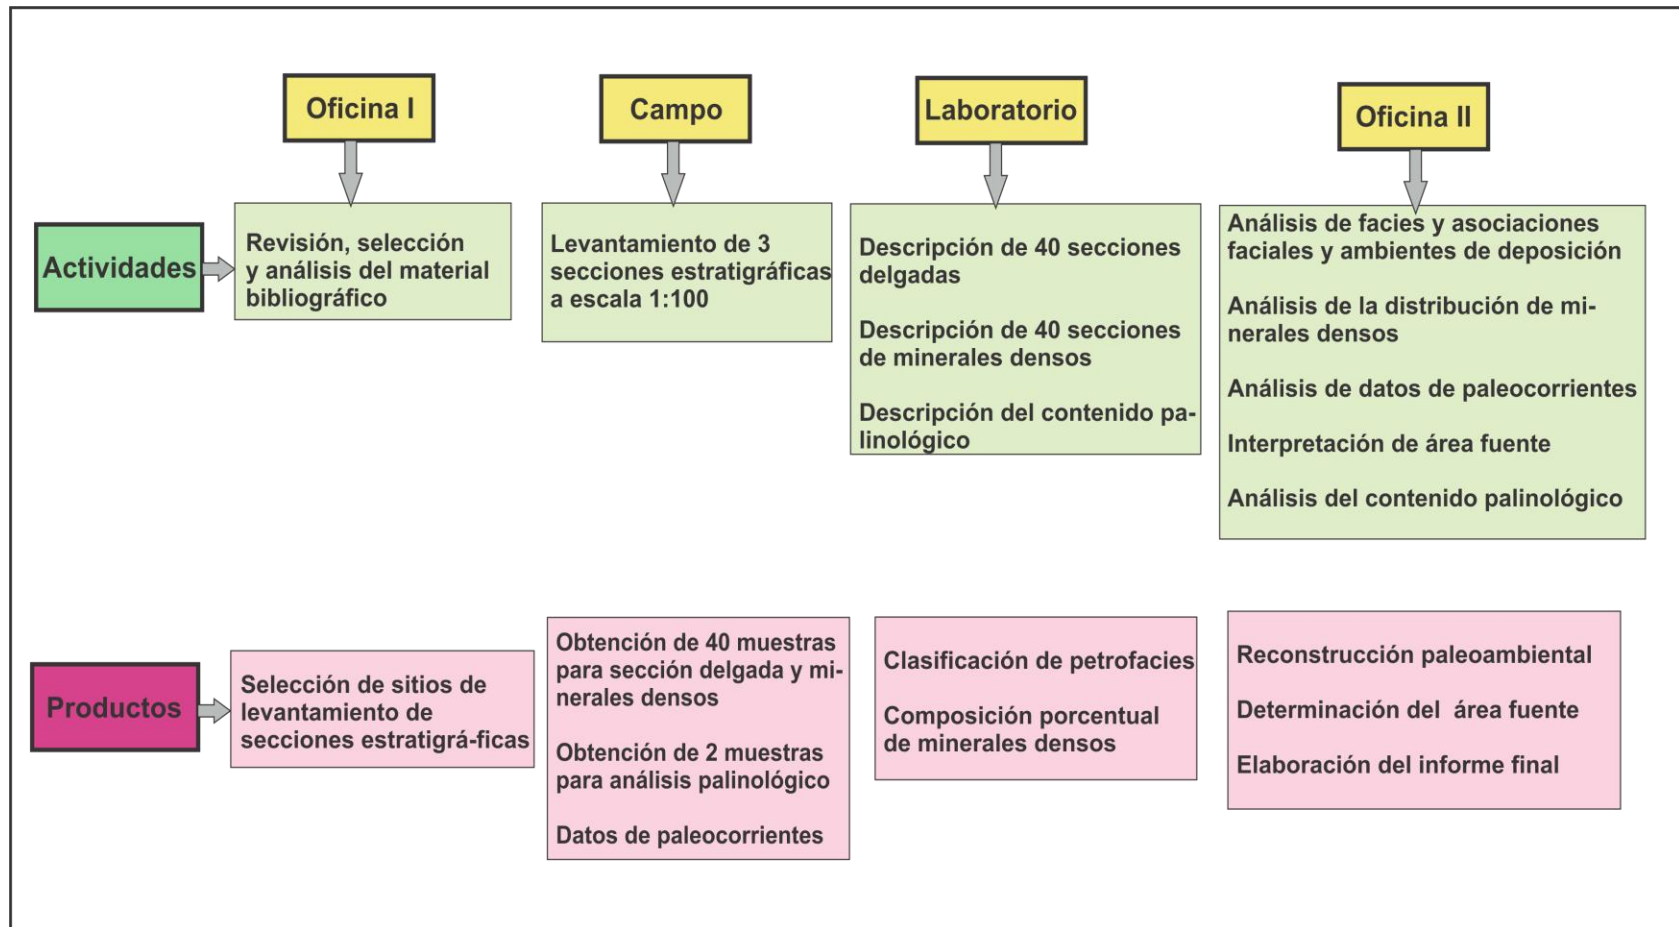 Oficina I
Campo
Laboratorio
Oficina II
Actividades
Revisión, selección
y análisis del material
bibliográfico
Levantamiento de 3
secciones estratigráficas
a escala 1:100
Descripción de 40 secciones
delgadas
Descripción de 40 secciones
de minerales densos
Descripción del contenido pa-
linológico
Análisis de facies y asociaciones
faciales y ambientes de deposición
Análisis de la distribución de mi-
nerales densos
Análisis de datos de paleocorrientes
Interpretación de área fuente
Análisis del contenido palinológico
Productos
Selección de sitios de
levantamiento de
secciones estratigrá-ficas
Obtención de 40 muestras
para sección delgada y mi-
nerales densos
Obtención de 2 muestras
para análisis palinológico
Datos de paleocorrientes
Clasificación de petrofacies
Composición porcentual
de minerales densos
Reconstrucción paleoambiental
Determinación del  área fuente
Elaboración del informe final